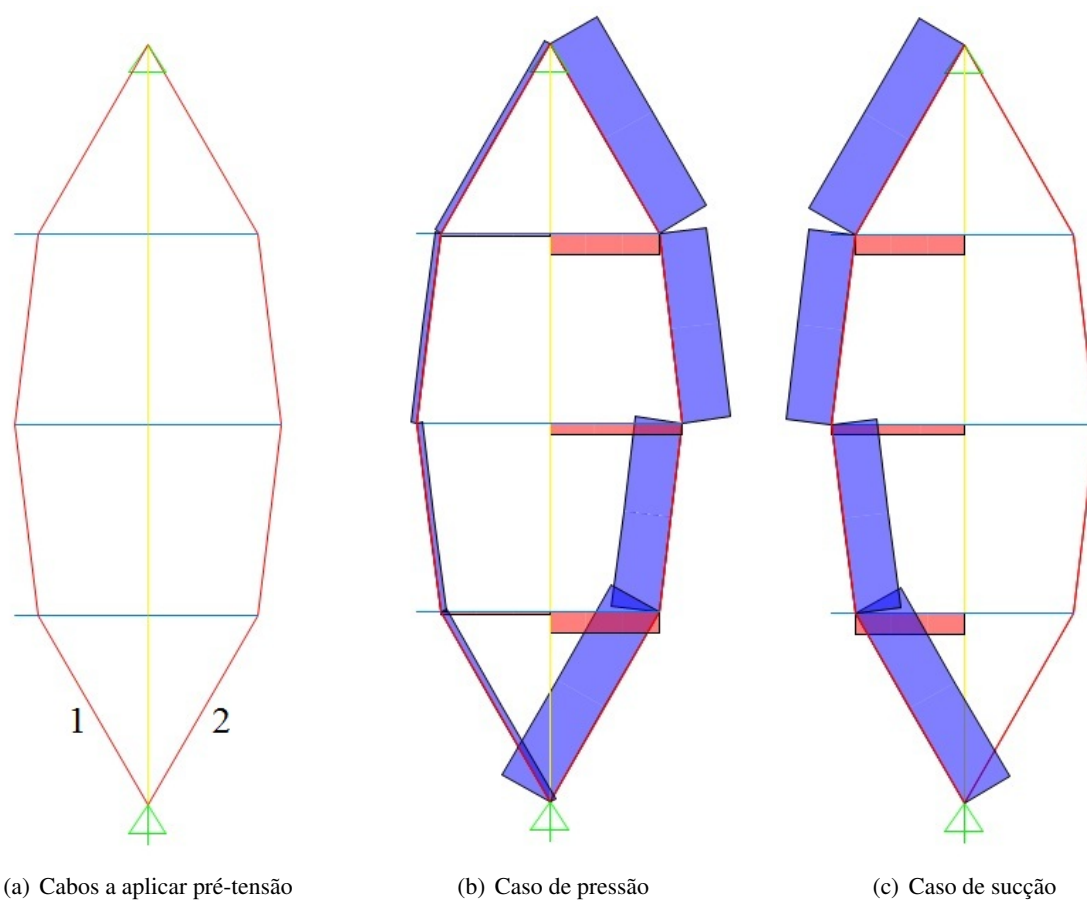 1
2
(a) Cabos a aplicar pré-tensão
(b) Caso de pressão
(c) Caso de sucção